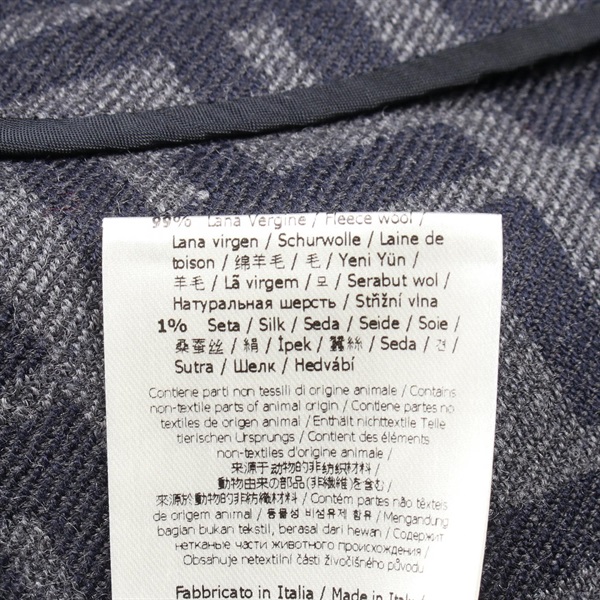 99% Lana Vergine / Fleece wool /
Lana virgen / Schurwolle / Laine de
toison / 绵羊毛 / 毛 / Yeni Yün /
羊毛 / Lã virgem / 모 / Serabut wol /
Натуральная шерсть / Střžní vlna
1% Seta / Silk / Seda / Seide / Soie /
桑蚕丝 / 絹 / İpek / 蠶絲 / Seda / 견 /
Sutra / Шелк / Hedvábí
Contiene parti non tessili di origine animale / Contains
non-textile parts of animal origin / Contiene partes no
textiles de origen animal / Enthält nichttextile Teile
tierischen Ursprungs / Contient des éléments
non-textiles d'origine animale /
来源于动物的非纺织材料 /
動物由来の部品 (非繊維) を含む /
來源於動物的非紡織材料 / Contém partes não têxteis
de origem animal / 동물성 비섬유제 함유 / Mengandung
bagian bukan tekstil, berasal dari hewan / Содержит
нетканые части животного происхождения /
Obsahuje netextilní části živočišného původu
Fabbricato in Italia / Made in Italy /